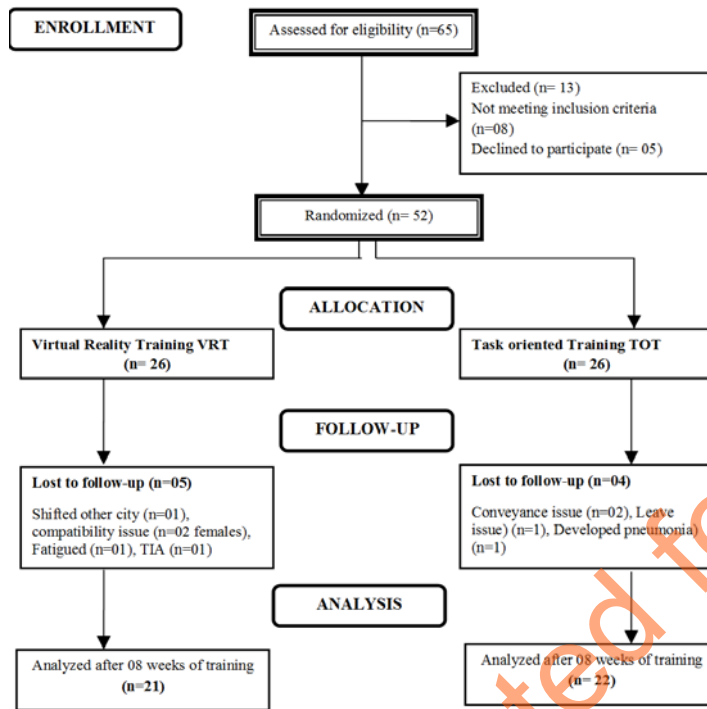 ENROLLMENT
Assessed for eligibility (n=65)
Excluded (n= 13)
Not meeting inclusion criteria
(n=08)
Declined to participate (n= 05)
Randomized (n= 52)
ALLOCATION
Virtual Reality Training VRT
(n= 26)
Task oriented Training TOT
(n= 26)
FOLLOW-UP
Lost to follow-up (n=05)
Shifted other city (n=01),
compatibility issue (n=02 females),
Fatigued (n=01), TIA (n=01)
Lost to follow-up (n=04)
Conveyance issue (n=02), Leave
issue) (n=1), Developed pneumonia)
(n=1)
ANALYSIS
Analyzed after 08 weeks of training
(n=21)
Analyzed after 08 weeks of training
(n= 22)
ted fo